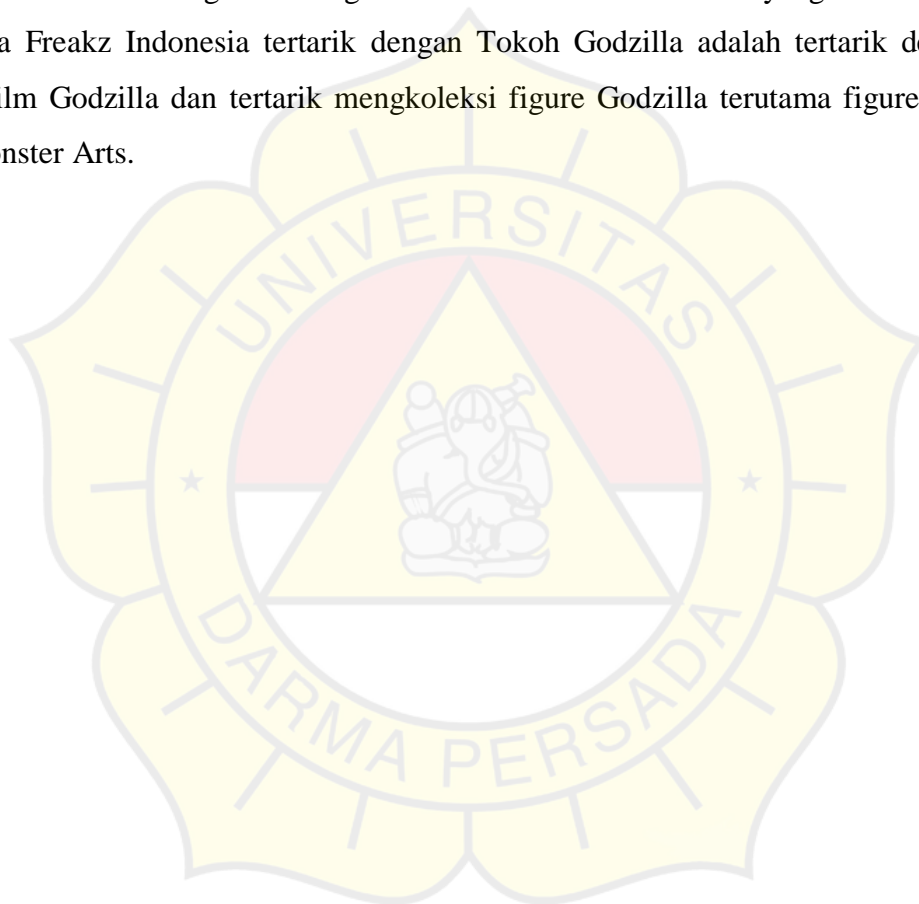 a Freakz Indonesia tertarik dengan Tokoh Godzilla adalah tertarik de
ilm Godzilla dan tertarik mengkoleksi figure Godzilla terutama figure
onster Arts.
UNIVERSITAS
DARMA PERSADA